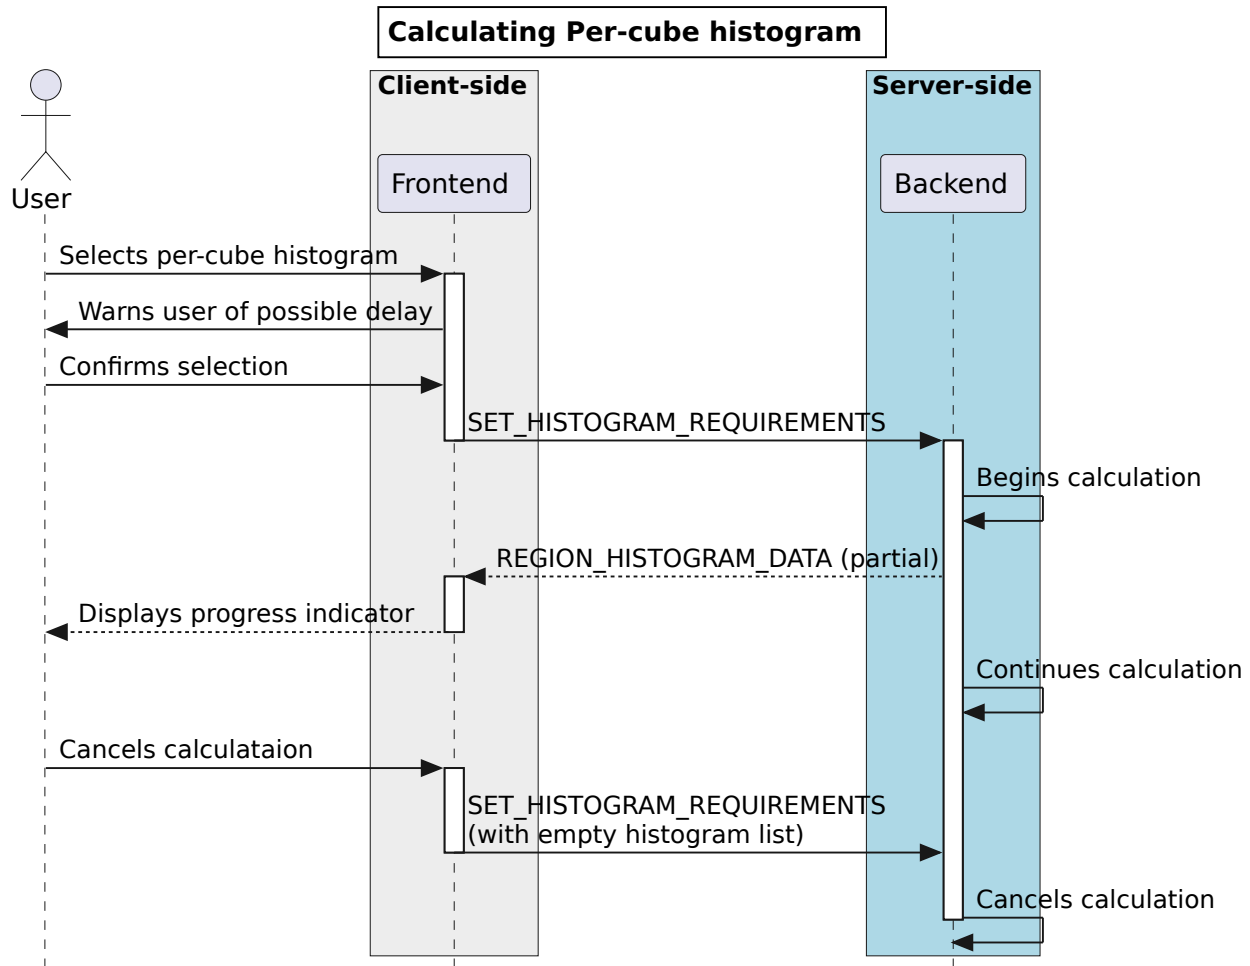 Calculating Per-cube histogram
Client-side
Server-side
User
Frontend
Backend
Selects per-cube histogram
Warns user of possible delay
Confirms selection
SET_HISTOGRAM_REQUIREMENTS
Begins calculation
REGION_HISTOGRAM_DATA (partial)
Displays progress indicator
Continues calculation
Cancels calculataion
SET_HISTOGRAM_REQUIREMENTS
(with empty histogram list)
Cancels calculation